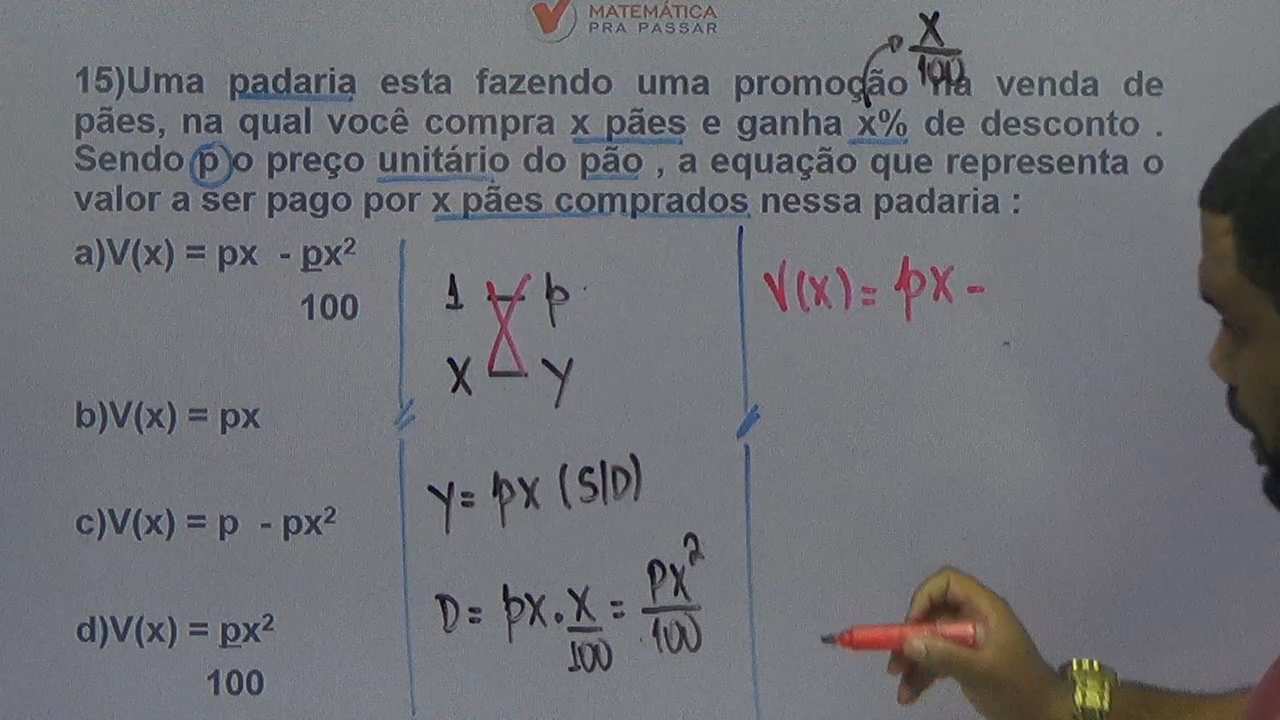 MATEMÁTICA
PRA PASSAR
x/100
15)Uma padaria esta fazendo uma promoção na venda de
pães, na qual você compra x pães e ganha x% de desconto .
Sendo p o preço unitário do pão , a equação que representa o
valor a ser pago por x pães comprados nessa padaria :
a)V(x) = px - px²
100
b)V(x) = px
c)V(x) = p - px²
d)V(x) = px²
100
1 p
x y
y = px (S/D)
D = px . x/100 = px²/100
V(x) = px -